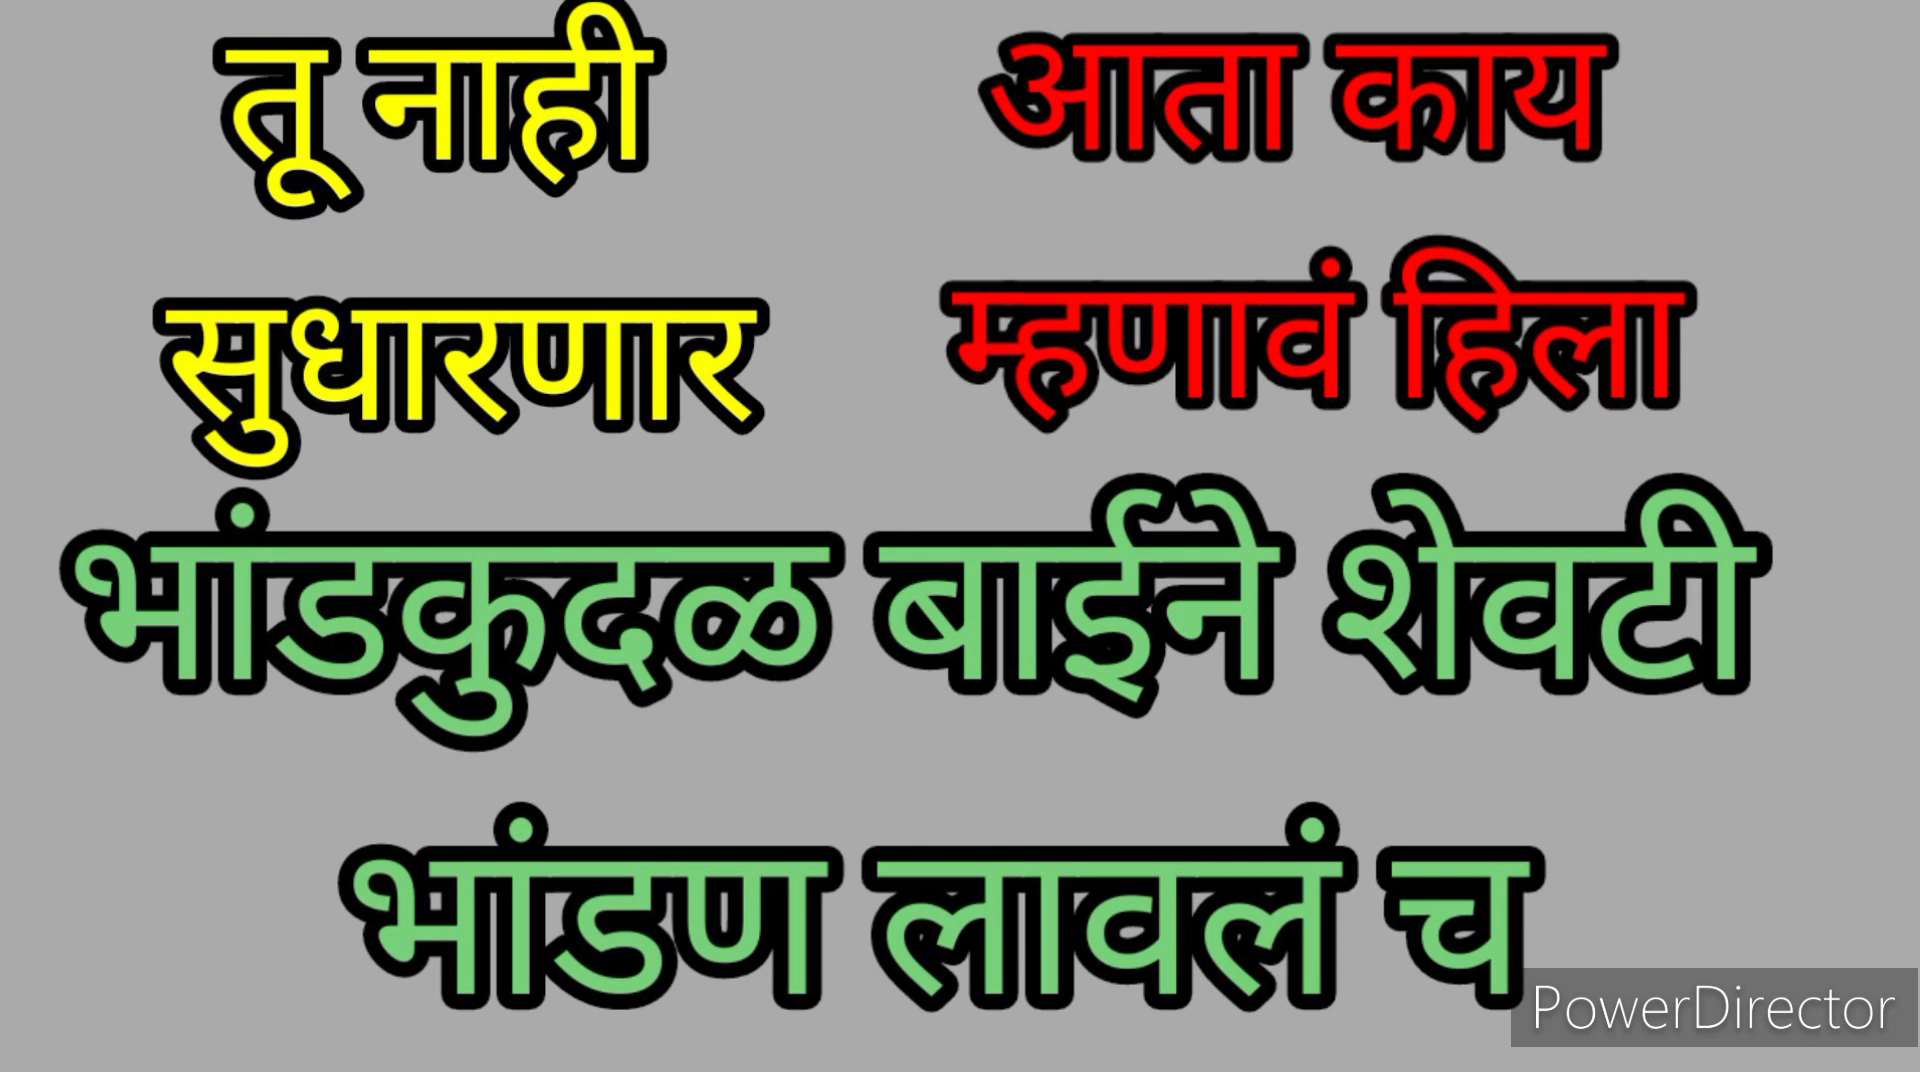 तू नाही
सुधारणार
आता काय
म्हणावं हिला
भांडकुदळ बाईने शेवटी
भांडण लावलं च
PowerDirector